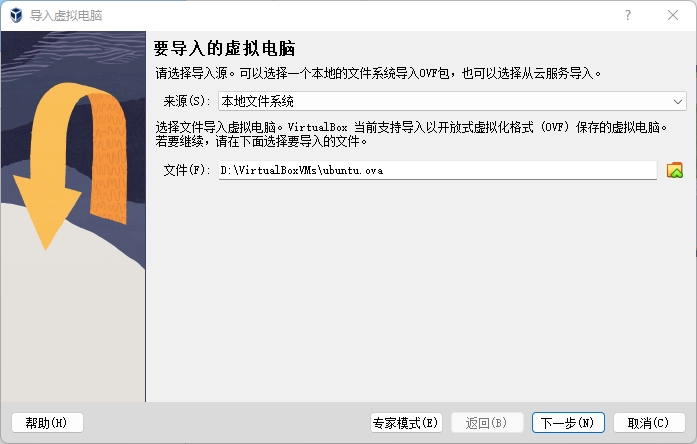 导入虚拟电脑
要导入的虚拟电脑
请选择导入源。可以选择一个本地的文件系统导入OVF包，也可以选择从云服务导入。
来源(S): 本地文件系统
选择文件导入虚拟电脑。VirtualBox 当前支持导入以开放式虚拟化格式（OVF）保存的虚拟电脑。
若要继续，请在下面选择要导入的文件。
文件(F): D:\VirtualBoxVMs\ubuntu.ova
帮助(H) 专家模式(E) 返回(B) 下一步(N) 取消(C)